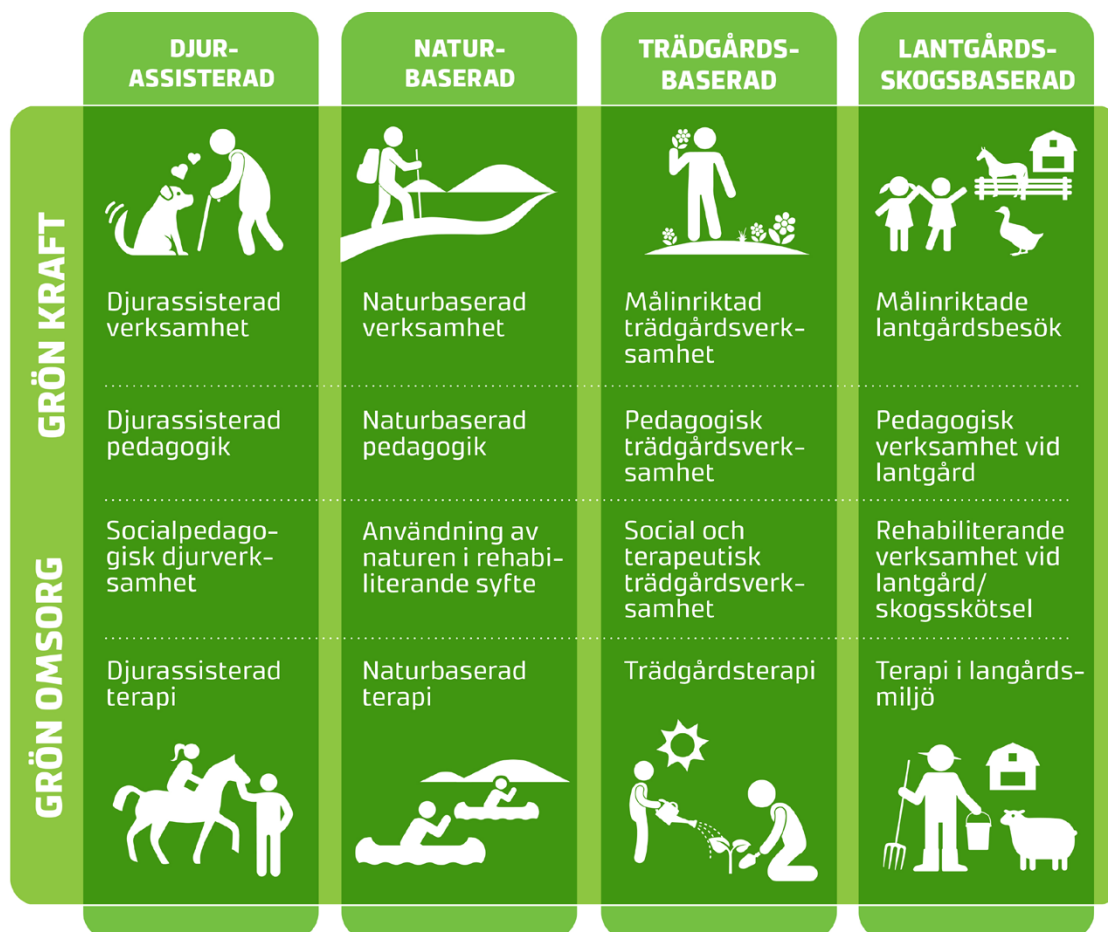 DJUR-
ASSISTERAD
NATUR-
BASERAD
TRÄDGÅRDS-
BASERAD
LANTGÅRDS-
SKOGSBASERAD
GRÖN KRAFT
Djurassisterad
verksamhet
Naturbaserad
verksamhet
Målinriktad
trädgårdsverk-
samhet
Målinriktade
lantgårdsbesök
Djurassisterad
pedagogik
Naturbaserad
pedagogik
Pedagogisk
trädgårdsverk-
samhet
Pedagogisk
verksamhet vid
lantgård
GRÖN OMSORG
Socialpedago-
gisk djurverk-
samhet
Användning av
naturen i rehabi-
literande syfte
Social och
terapeutisk
trädgårdsverk-
samhet
Rehabiliterande
verksamhet vid
lantgård/
skogsskötsel
Djurassisterad
terapi
Naturbaserad
terapi
Trädgårdsterapi
Terapi i langårds-
miljö